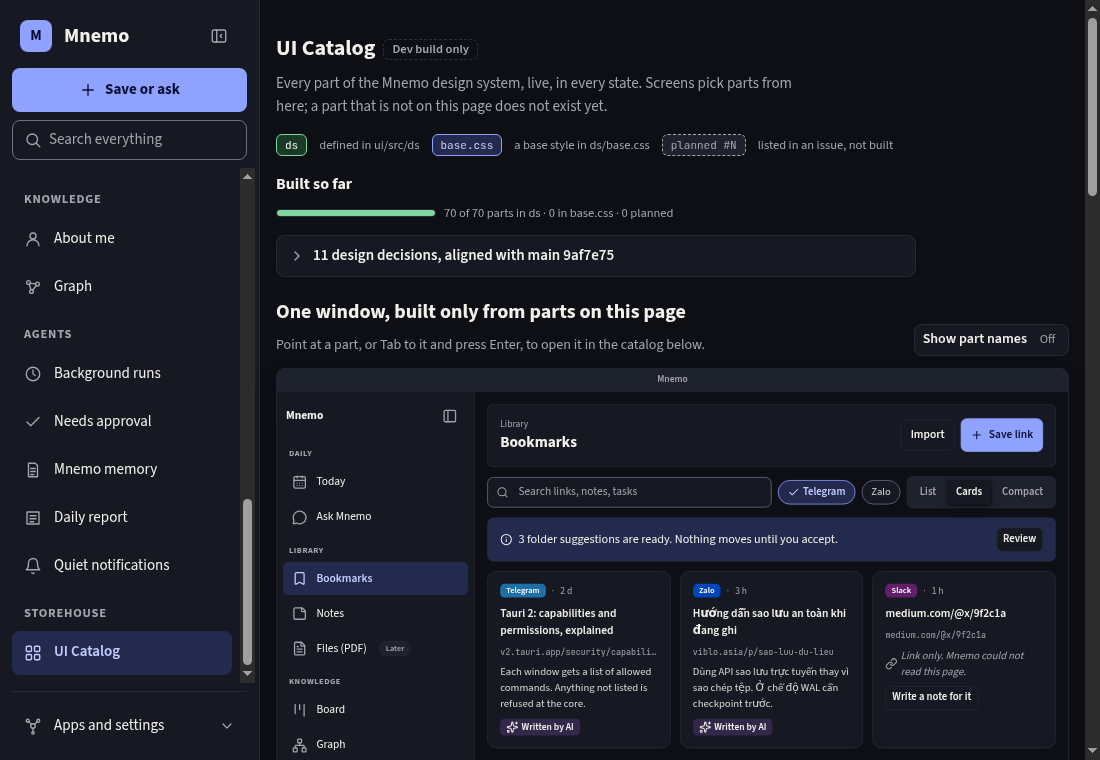 M Mnemo
Save or ask
Search everything
KNOWLEDGE
About me
Graph
AGENTS
Background runs
Needs approval
Mnemo memory
Daily report
Quiet notifications
STOREHOUSE
UI Catalog
Apps and settings
UI Catalog Dev build only
Every part of the Mnemo design system, live, in every state. Screens pick parts from
here; a part that is not on this page does not exist yet.
ds defined in ui/src/ds base.css a base style in ds/base.css planned #N listed in an issue, not built
Built so far
70 of 70 parts in ds · 0 in base.css · 0 planned
11 design decisions, aligned with main 9af7e75
One window, built only from parts on this page
Point at a part, or Tab to it and press Enter, to open it in the catalog below.
Show part names Off
Mnemo
Mnemo
DAILY
Today
Ask Mnemo
LIBRARY
Bookmarks
Notes
Files (PDF) Later
KNOWLEDGE
Board
Graph
Library
Bookmarks
Import
Save link
Search links, notes, tasks
Telegram
Zalo
List Cards Compact
3 folder suggestions are ready. Nothing moves until you accept.
Review
Telegram · 2 d
Tauri 2: capabilities and
permissions, explained
v2.tauri.app/security/capabili…
Each window gets a list of allowed
commands. Anything not listed is
refused at the core.
Written by AI
Zalo · 3 h
Hướng dẫn sao lưu an toàn khi
đang ghi
viblo.asia/p/sao-luu-du-lieu
Dùng API sao lưu trực tuyến thay vì
sao chép tệp. Ở chế độ WAL cần
checkpoint trước.
Written by AI
Slack · 1 h
medium.com/@x/9f2c1a
medium.com/@x/9f2c1a
Link only. Mnemo could not
read this page.
Write a note for it